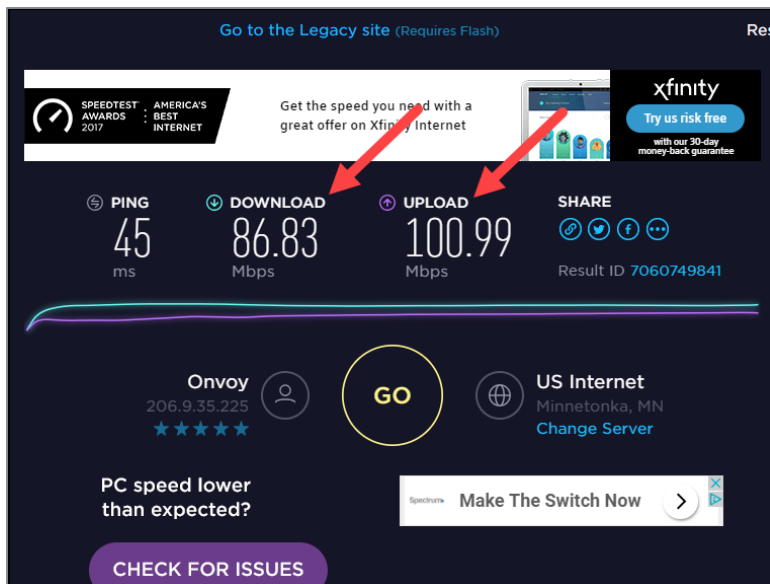 Go to the Legacy site (Requires Flash)
Res
SPEEDTEST AWARDS 2017
AMERICA'S BEST INTERNET
Get the speed you need with a
great offer on Xfinity Internet
xfinity
Try us risk free
with our 30-day
money-back guarantee
PING
45
ms
DOWNLOAD
86.83
Mbps
UPLOAD
100.99
Mbps
SHARE
Result ID 7060749841
Onvoy
206.9.35.225
GO
US Internet
Minnetonka, MN
Change Server
PC speed lower
than expected?
Spectrum
Make The Switch Now
CHECK FOR ISSUES